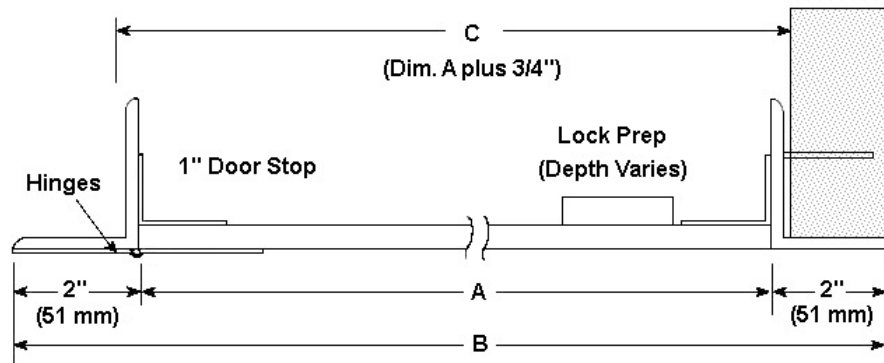 C
(Dim. A plus 3/4")
Lock Prep
(Depth Varies)
1" Door Stop
Hinges
2"
(51 mm)
A
2"
(51 mm)
B